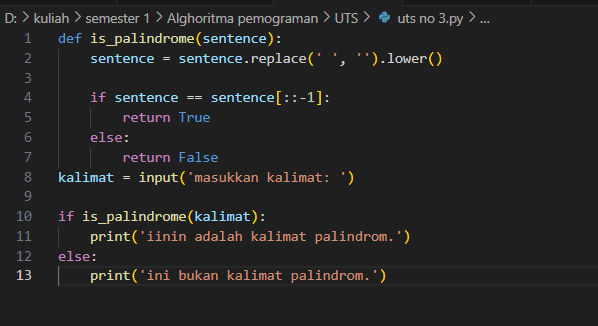 D: > kuliah > semester 1 > Alghoritma pemograman > UTS > uts no 3.py > ...
1 def is_palindrome(sentence):
2     sentence = sentence.replace(' ', '').lower()
3
4     if sentence == sentence[::-1]:
5         return True
6     else:
7         return False
8 kalimat = input('masukkan kalimat: ')
9
10 if is_palindrome(kalimat):
11     print('iinin adalah kalimat palindrom.')
12 else:
13     print('ini bukan kalimat palindrom.')